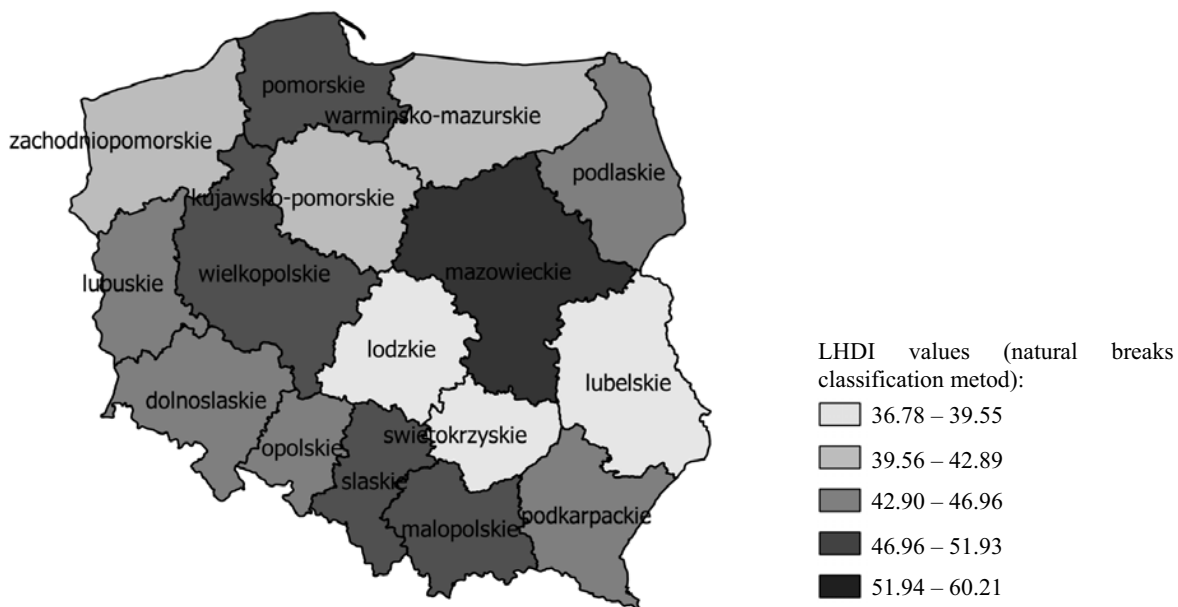 pomorskie
warminsko-mazurskie
zachodniopomorskie
podlaskie
kujawsko-pomorskie
wielkopolskie
mazowieckie
lubuskie
lodzkie
lubelskie
dolnoslaskie
swietokrzyskie
opolskie
slaskie
podkarpackie
malopolskie
LHDI values (natural breaks
classification metod):
36.78 – 39.55
39.56 – 42.89
42.90 – 46.96
46.96 – 51.93
51.94 – 60.21